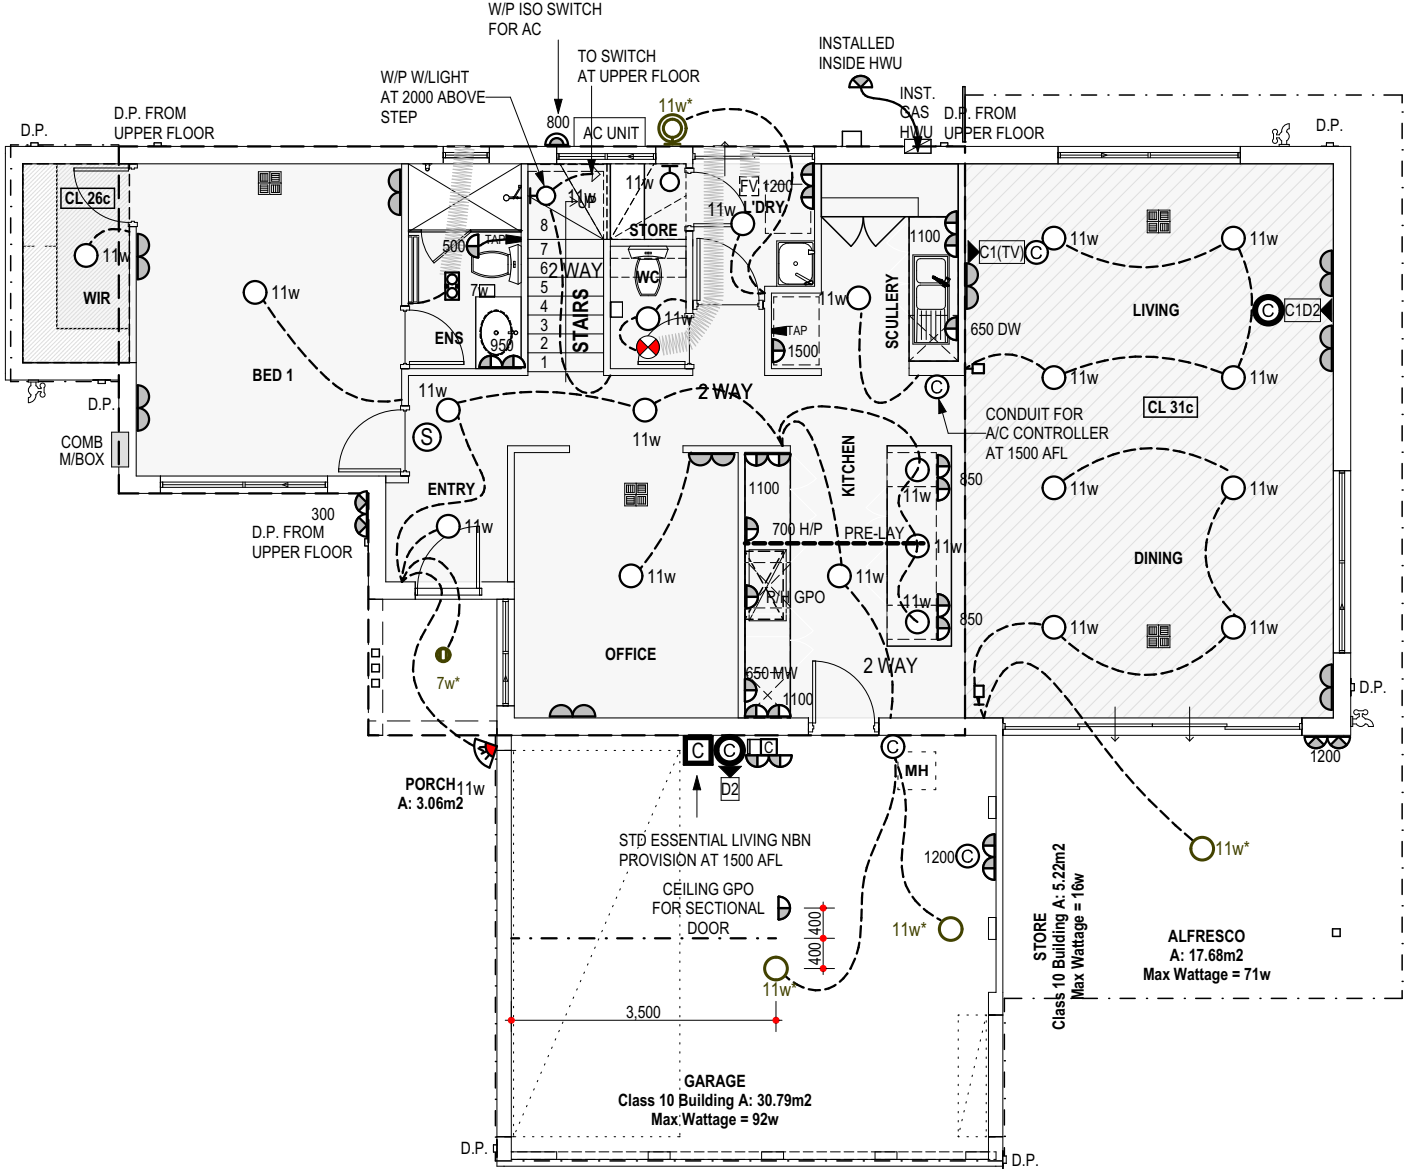 W/P ISO SWITCH
FOR AC
TO SWITCH
AT UPPER FLOOR
INSTALLED
INSIDE HWU
W/P W/LIGHT
AT 2000 ABOVE
STEP
INST.
GAS
HWU
D.P. FROM
UPPER FLOOR
D.P. FROM
UPPER FLOOR
D.P.
D.P.
800
AC UNIT
11w*
CL 26c
11w
WIR
11w
BED 1
D.P.
COMB
M/BOX
500
TAP
7w
ENS
950
11w
UP
8
7
6
5
4
3
2
1
2 WAY
STAIRS
11w
STORE
WC
11w
FV
1200
L'DRY
11w
TAP
1500
11w
SCULLERY
1100
650 DW
C1(TV)
C
11w
11w
LIVING
C
C1D2
11w
11w
CL 31c
C
CONDUIT FOR
A/C CONTROLLER
AT 1500 AFL
2 WAY
11w
S
11w
ENTRY
11w
300
D.P. FROM
UPPER FLOOR
11w
OFFICE
KITCHEN
1100
700 H/P
PRE-LAY
R/H GPO
11w
650 MW
1100
2 WAY
11w
11w
11w
850
850
11w
11w
DINING
11w
11w
D.P.
7w*
PORCH
A: 3.06m2
11w
C
C
C
D2
C
MH
1200
STD ESSENTIAL LIVING NBN
PROVISION AT 1500 AFL
1200
C
CEILING GPO
FOR SECTIONAL
DOOR
400
400
11w*
11w*
3,500
11w*
STORE
Class 10 Building A: 5.22m2
Max Wattage = 16w
ALFRESCO
A: 17.68m2
Max Wattage = 71w
GARAGE
Class 10 Building A: 30.79m2
Max Wattage = 92w
D.P.
D.P.